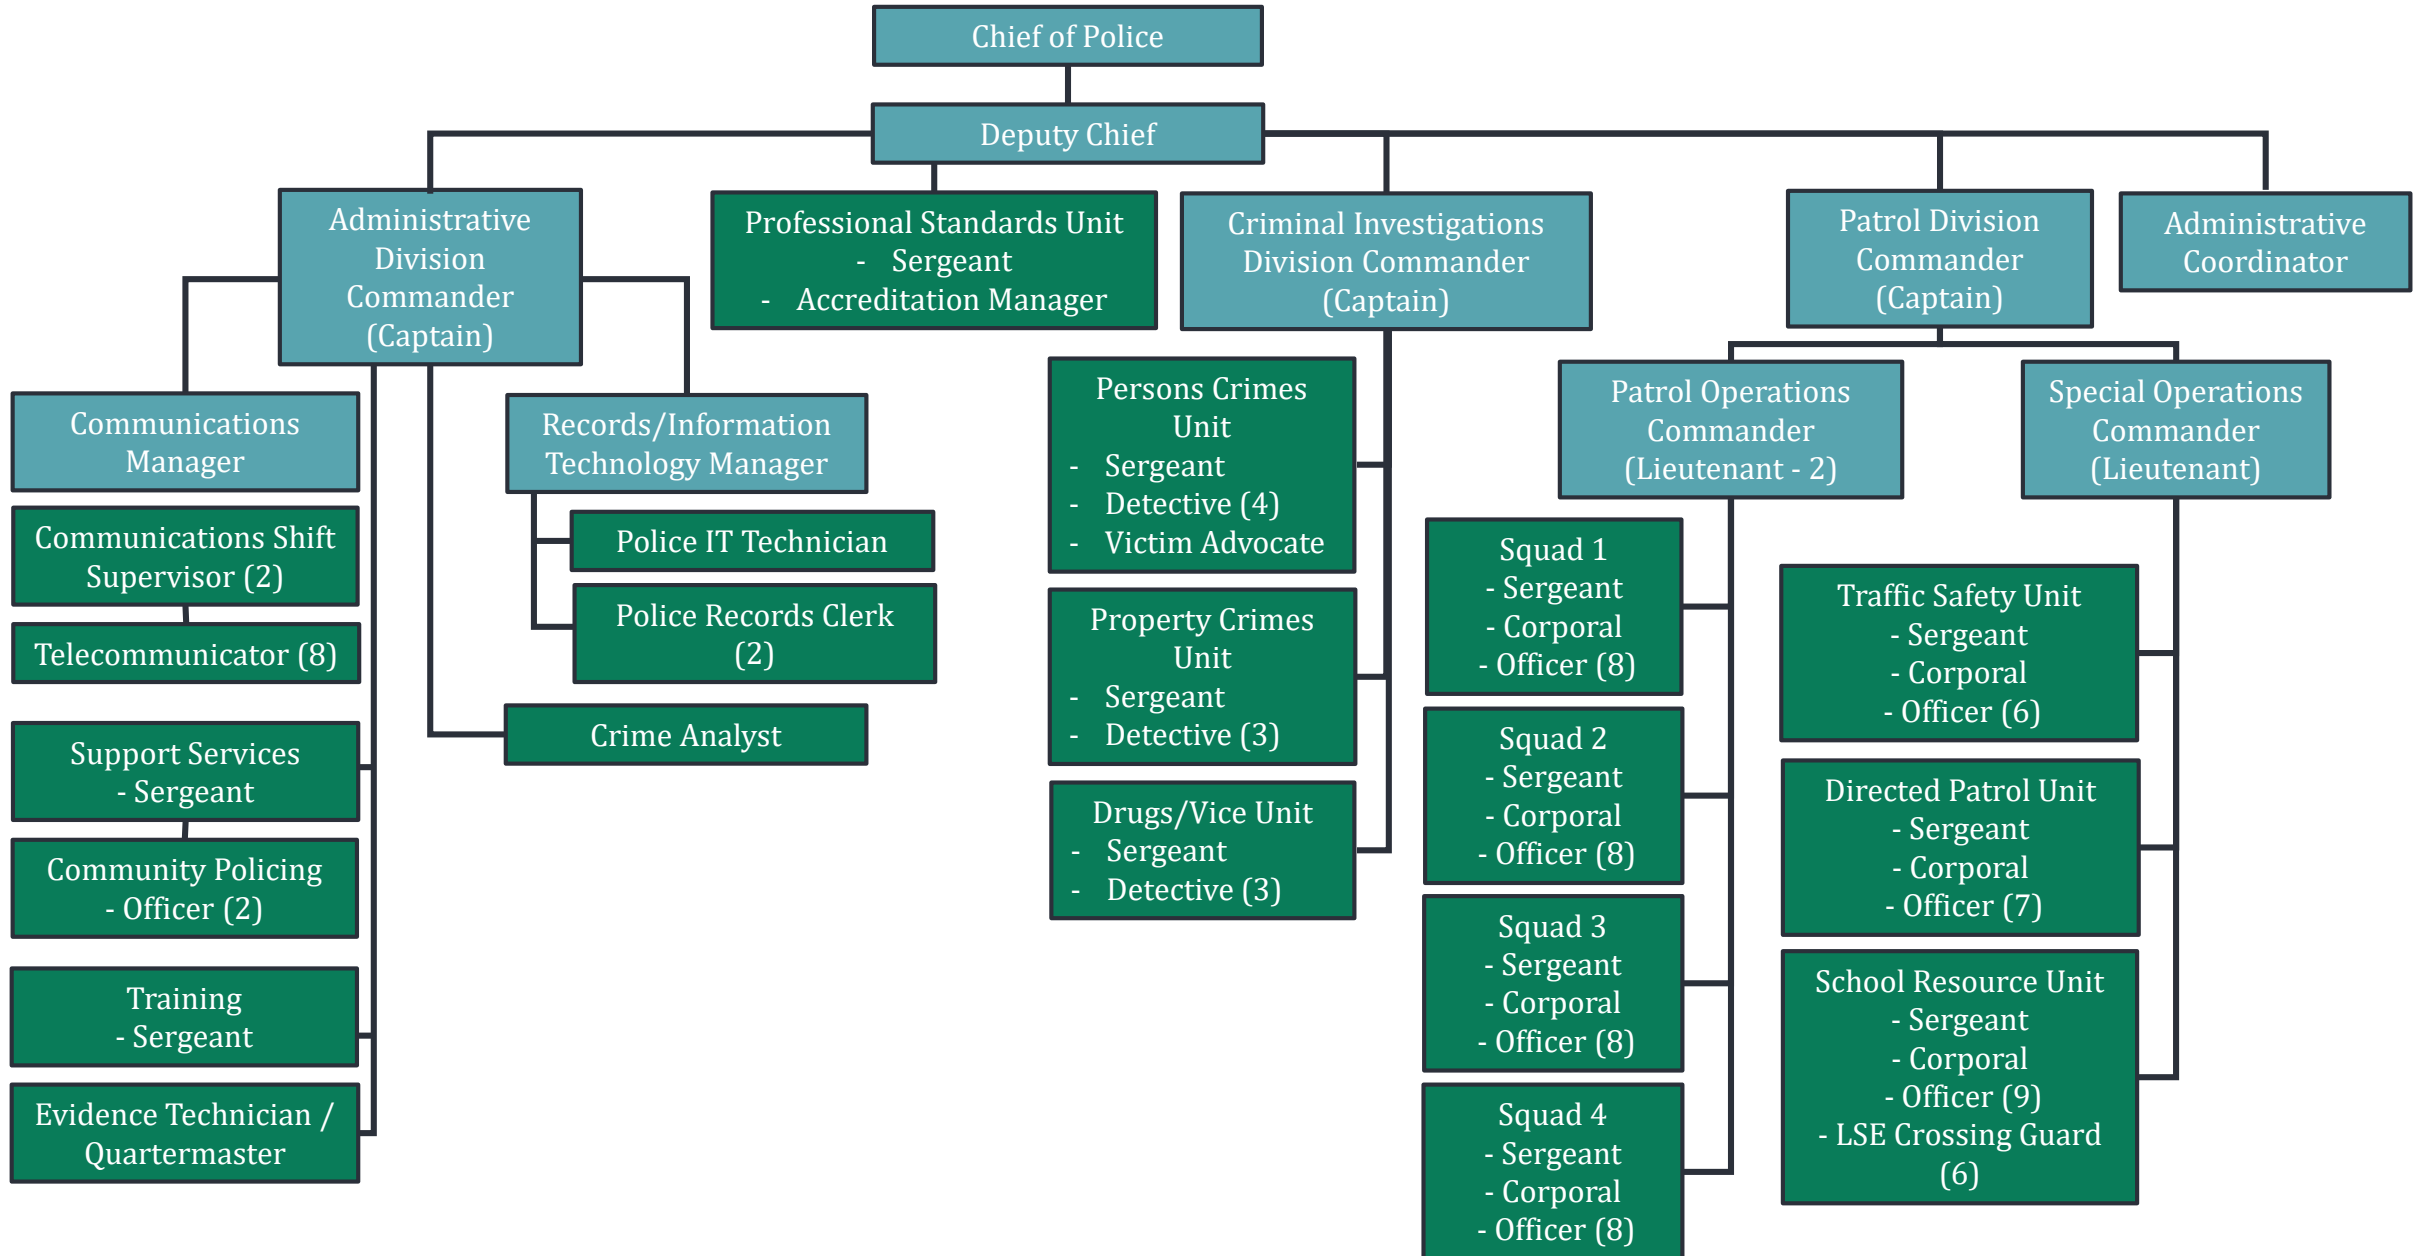 Chief of Police
Deputy Chief
Administrative
Division
Commander
(Captain)
Professional Standards Unit
- Sergeant
- Accreditation Manager
Criminal Investigations
Division Commander
(Captain)
Patrol Division
Commander
(Captain)
Administrative
Coordinator
Communications
Manager
Communications Shift
Supervisor (2)
Telecommunicator (8)
Support Services
- Sergeant
Community Policing
- Officer (2)
Training
- Sergeant
Evidence Technician /
Quartermaster
Records/Information
Technology Manager
Police IT Technician
Police Records Clerk
(2)
Crime Analyst
Persons Crimes
Unit
- Sergeant
- Detective (4)
- Victim Advocate
Property Crimes
Unit
- Sergeant
- Detective (3)
Drugs/Vice Unit
- Sergeant
- Detective (3)
Patrol Operations
Commander
(Lieutenant - 2)
Squad 1
- Sergeant
- Corporal
- Officer (8)
Squad 2
- Sergeant
- Corporal
- Officer (8)
Squad 3
- Sergeant
- Corporal
- Officer (8)
Squad 4
- Sergeant
- Corporal
- Officer (8)
Special Operations
Commander
(Lieutenant)
Traffic Safety Unit
- Sergeant
- Corporal
- Officer (6)
Directed Patrol Unit
- Sergeant
- Corporal
- Officer (7)
School Resource Unit
- Sergeant
- Corporal
- Officer (9)
- LSE Crossing Guard
(6)